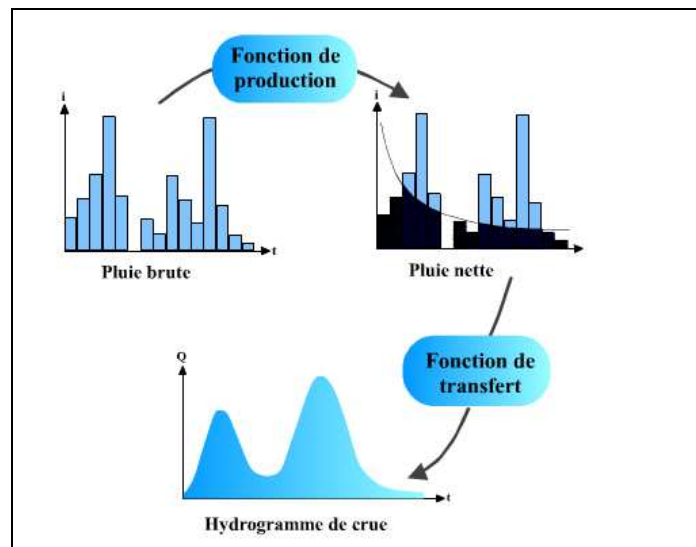 Fonction de
production
i
t
Pluie brute
i
t
Pluie nette
Fonction de
transfert
Q
t
Hydrogramme de crue